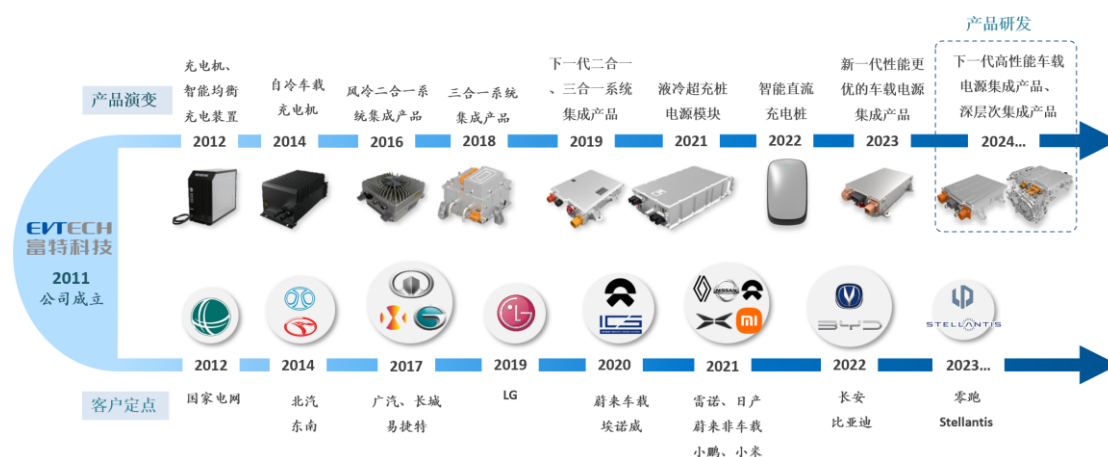 产品研发
产品演变
充电机、
智能均衡
充电装置
2012
自冷车载
充电机
2014
风冷二合一系
统集成产品
2016
三合一系统
集成产品
2018
下一代二合一
、三合一系统
集成产品
2019
液冷超充桩
电源模块
2021
智能直流
充电桩
2022
新一代性能更
优的车载电源
集成产品
2023
下一代高性能车载
电源集成产品、
深层次集成产品
2024...
EVTECH
富特科技
2011
公司成立
LG
ICS
NISSAN
mi
BYD
STELLANTIS
客户定点
2012
国家电网
2014
北汽
东南
2017
广汽、长城
易捷特
2019
LG
2020
蔚来车载
埃诺威
2021
雷诺、日产
蔚来非车载
小鹏、小米
2022
长安
比亚迪
2023...
零跑
Stellantis